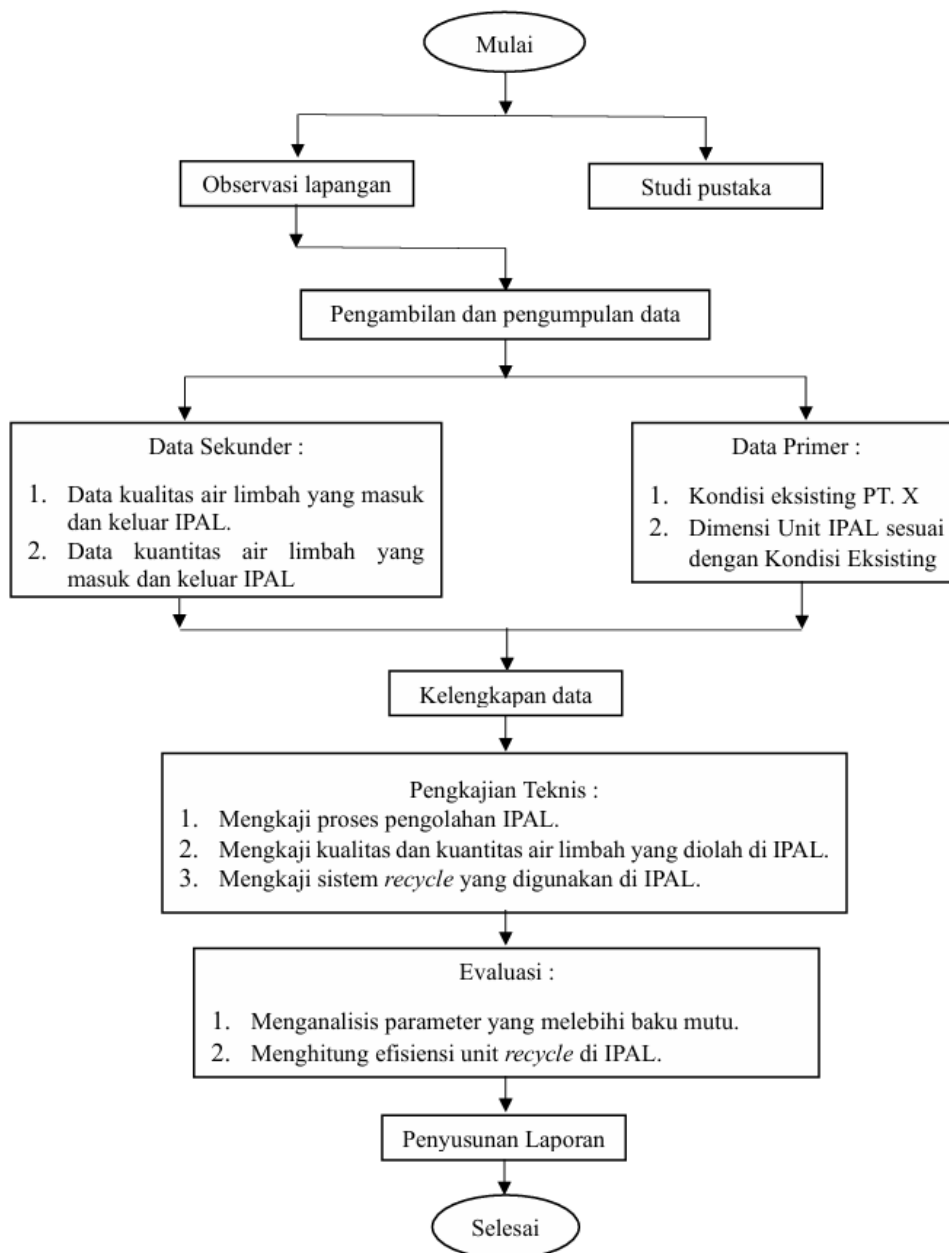 Mulai
Observasi lapangan
Studi pustaka
Pengambilan dan pengumpulan data
Data Sekunder :
1. Data kualitas air limbah yang masuk
dan keluar IPAL.
2. Data kuantitas air limbah yang
masuk dan keluar IPAL
Data Primer :
1. Kondisi eksisting PT. X
2. Dimensi Unit IPAL sesuai
dengan Kondisi Eksisting
Kelengkapan data
Pengkajian Teknis :
1. Mengkaji proses pengolahan IPAL.
2. Mengkaji kualitas dan kuantitas air limbah yang diolah di IPAL.
3. Mengkaji sistem recycle yang digunakan di IPAL.
Evaluasi :
1. Menganalisis parameter yang melebihi baku mutu.
2. Menghitung efisiensi unit recycle di IPAL.
Penyusunan Laporan
Selesai